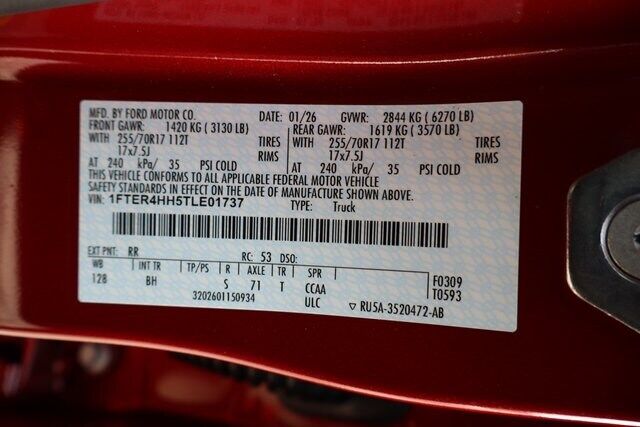 MFD. BY FORD MOTOR CO. DATE: 01/26 GVWR: 2844 KG ( 6270 LB)
FRONT GAWR: 1420 KG ( 3130 LB) REAR GAWR: 1619 KG ( 3570 LB)
WITH 255/70R17 112T TIRES WITH 255/70R17 112T TIRES
17x7.5J RIMS 17x7.5J RIMS
AT 240 kPa/ 35 PSI COLD AT 240 kPa/ 35 PSI COLD
THIS VEHICLE CONFORMS TO ALL APPLICABLE FEDERAL MOTOR VEHICLE
SAFETY STANDARDS IN EFFECT ON THE DATE OF MANUFACTURE SHOWN ABOVE.
VIN: 1FTER4HH5TLE01737 TYPE: Truck
EXT PNT: RR RC: 53 DSO:
WB INT TR TP/PS R AXLE TR SPR F0309
128 BH S 71 T CCAA T0593
3202601150934 ULC ▽ RU5A-3520472-AB